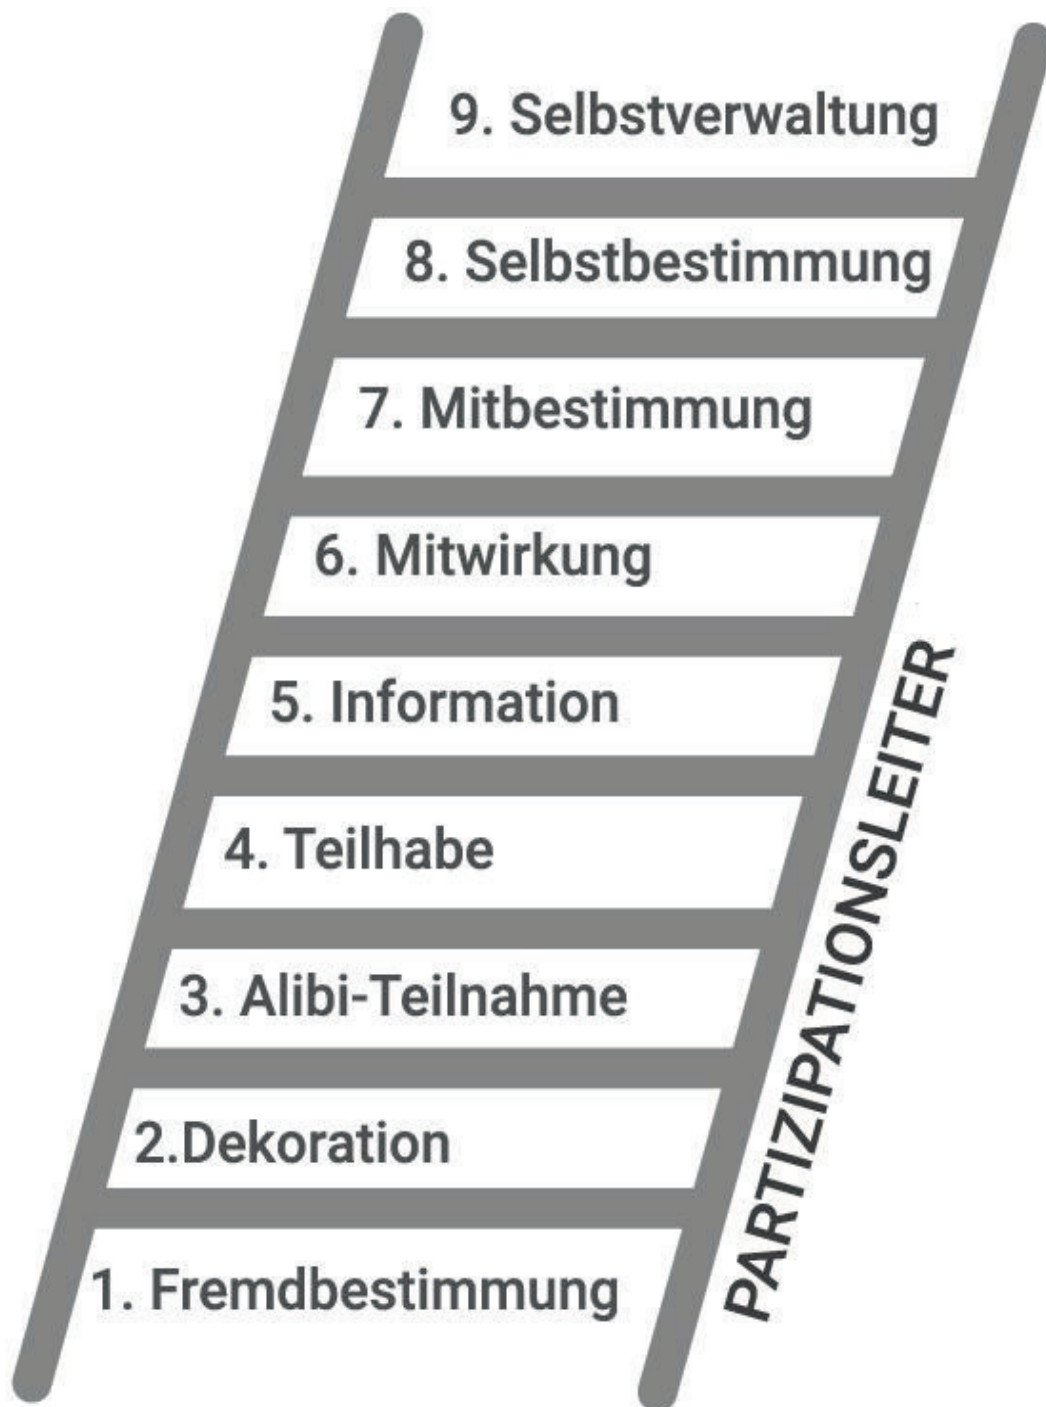 9. Selbstverwaltung
8. Selbstbestimmung
7. Mitbestimmung
6. Mitwirkung
5. Information
4. Teilhabe
3. Alibi-Teilnahme
2.Dekoration
1. Fremdbestimmung
PARTIZIPATIONSLEITER